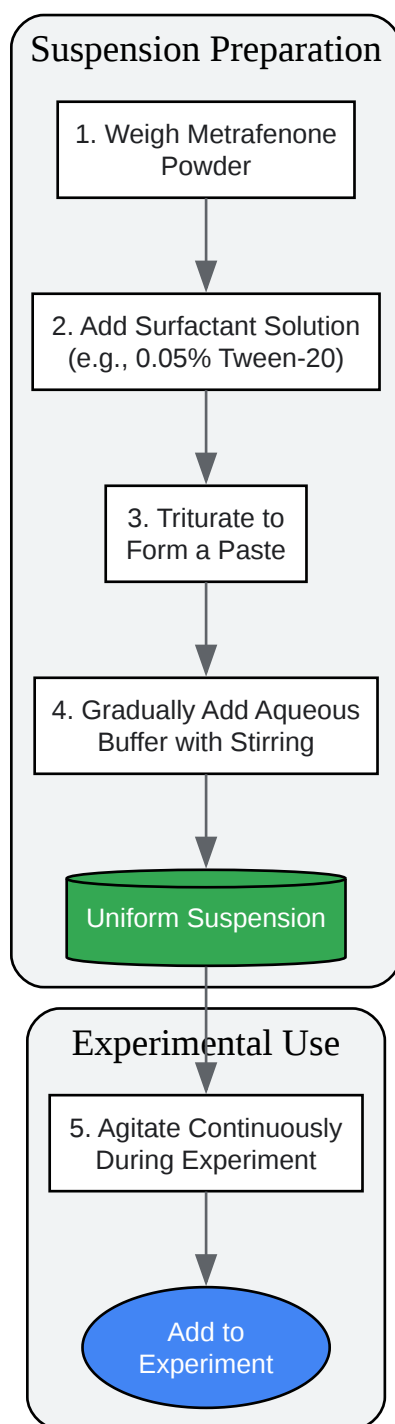 Suspension Preparation
1. Weigh Metrafenone
Powder
2. Add Surfactant Solution
(e.g., 0.05% Tween-20)
3. Triturate to
Form a Paste
4. Gradually Add Aqueous
Buffer with Stirring
Uniform Suspension
Experimental Use
5. Agitate Continuously
During Experiment
Add to
Experiment